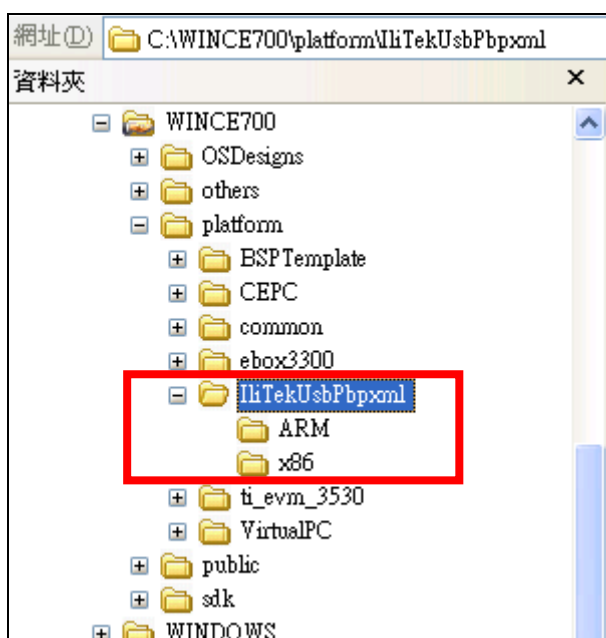 網址(D) C:\WINCE700\platform\IliTekUsbPbpxml
資料夾 ×
WINCE700
OSDesigns
others
platform
BSPTemplate
CEPC
common
ebox3300
IliTekUsbPbpxml
ARM
x86
ti_evm_3530
VirtualPC
public
sdk
WINDOWS